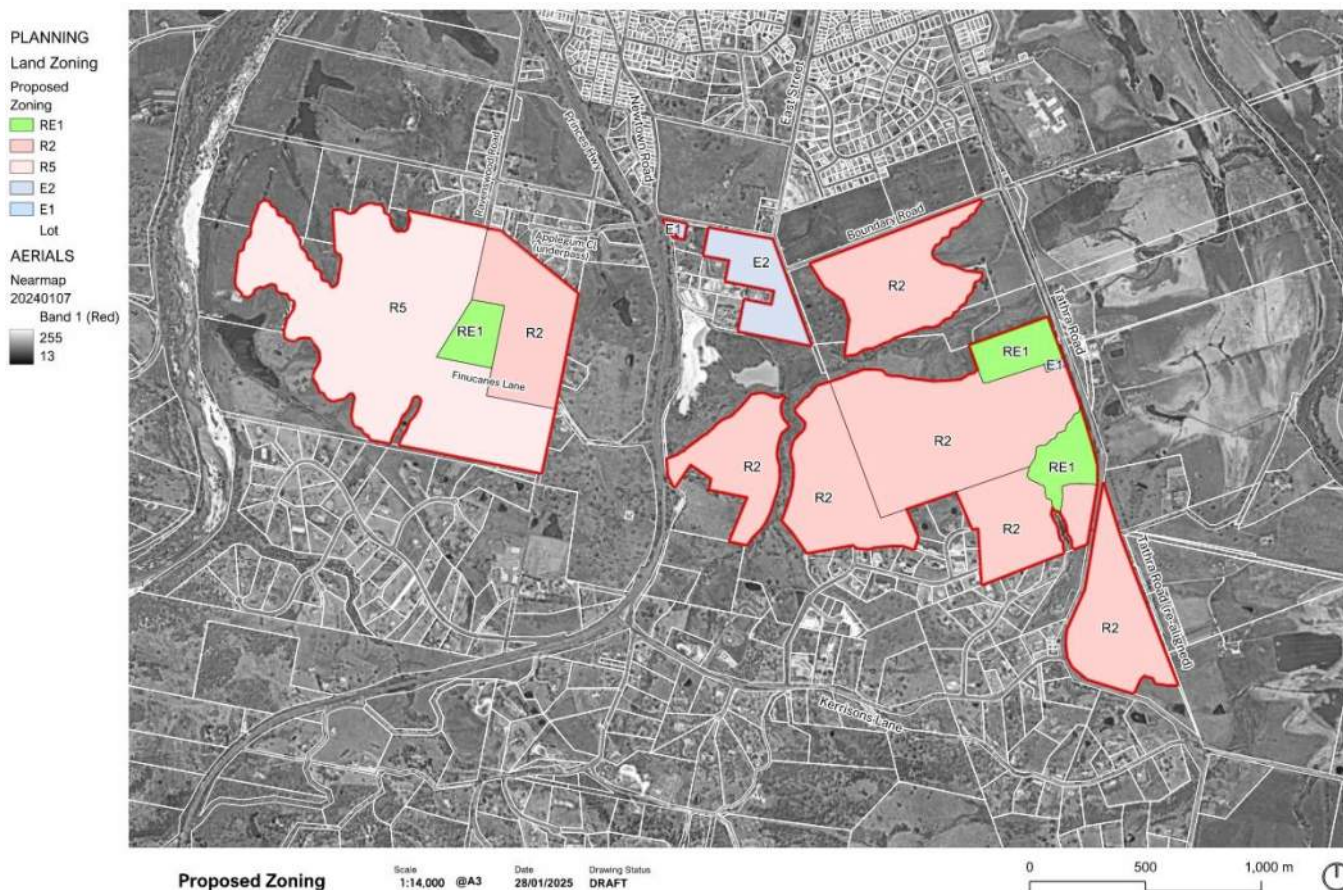 PLANNING
Land Zoning
Proposed
Zoning
RE1
R2
R5
E2
E1
Lot
AERIALS
Nearmap
20240107
Band 1 (Red)
255
13
Ravenswood Road
Princes Hwy
Newtown Road
East Street
Boundary Road
Applegum Cl
(underpass)
E1
E2
R2
R5
RE1
R2
Finucanes Lane
Tathra Road
RE1
E1
R2
R2
R2
RE1
R2
Tathra Road (re-aligned)
R2
Kerrisons Lane
Proposed Zoning
Scale
1:14,000 @A3
Date
28/01/2025
Drawing Status
DRAFT
0 500 1,000 m